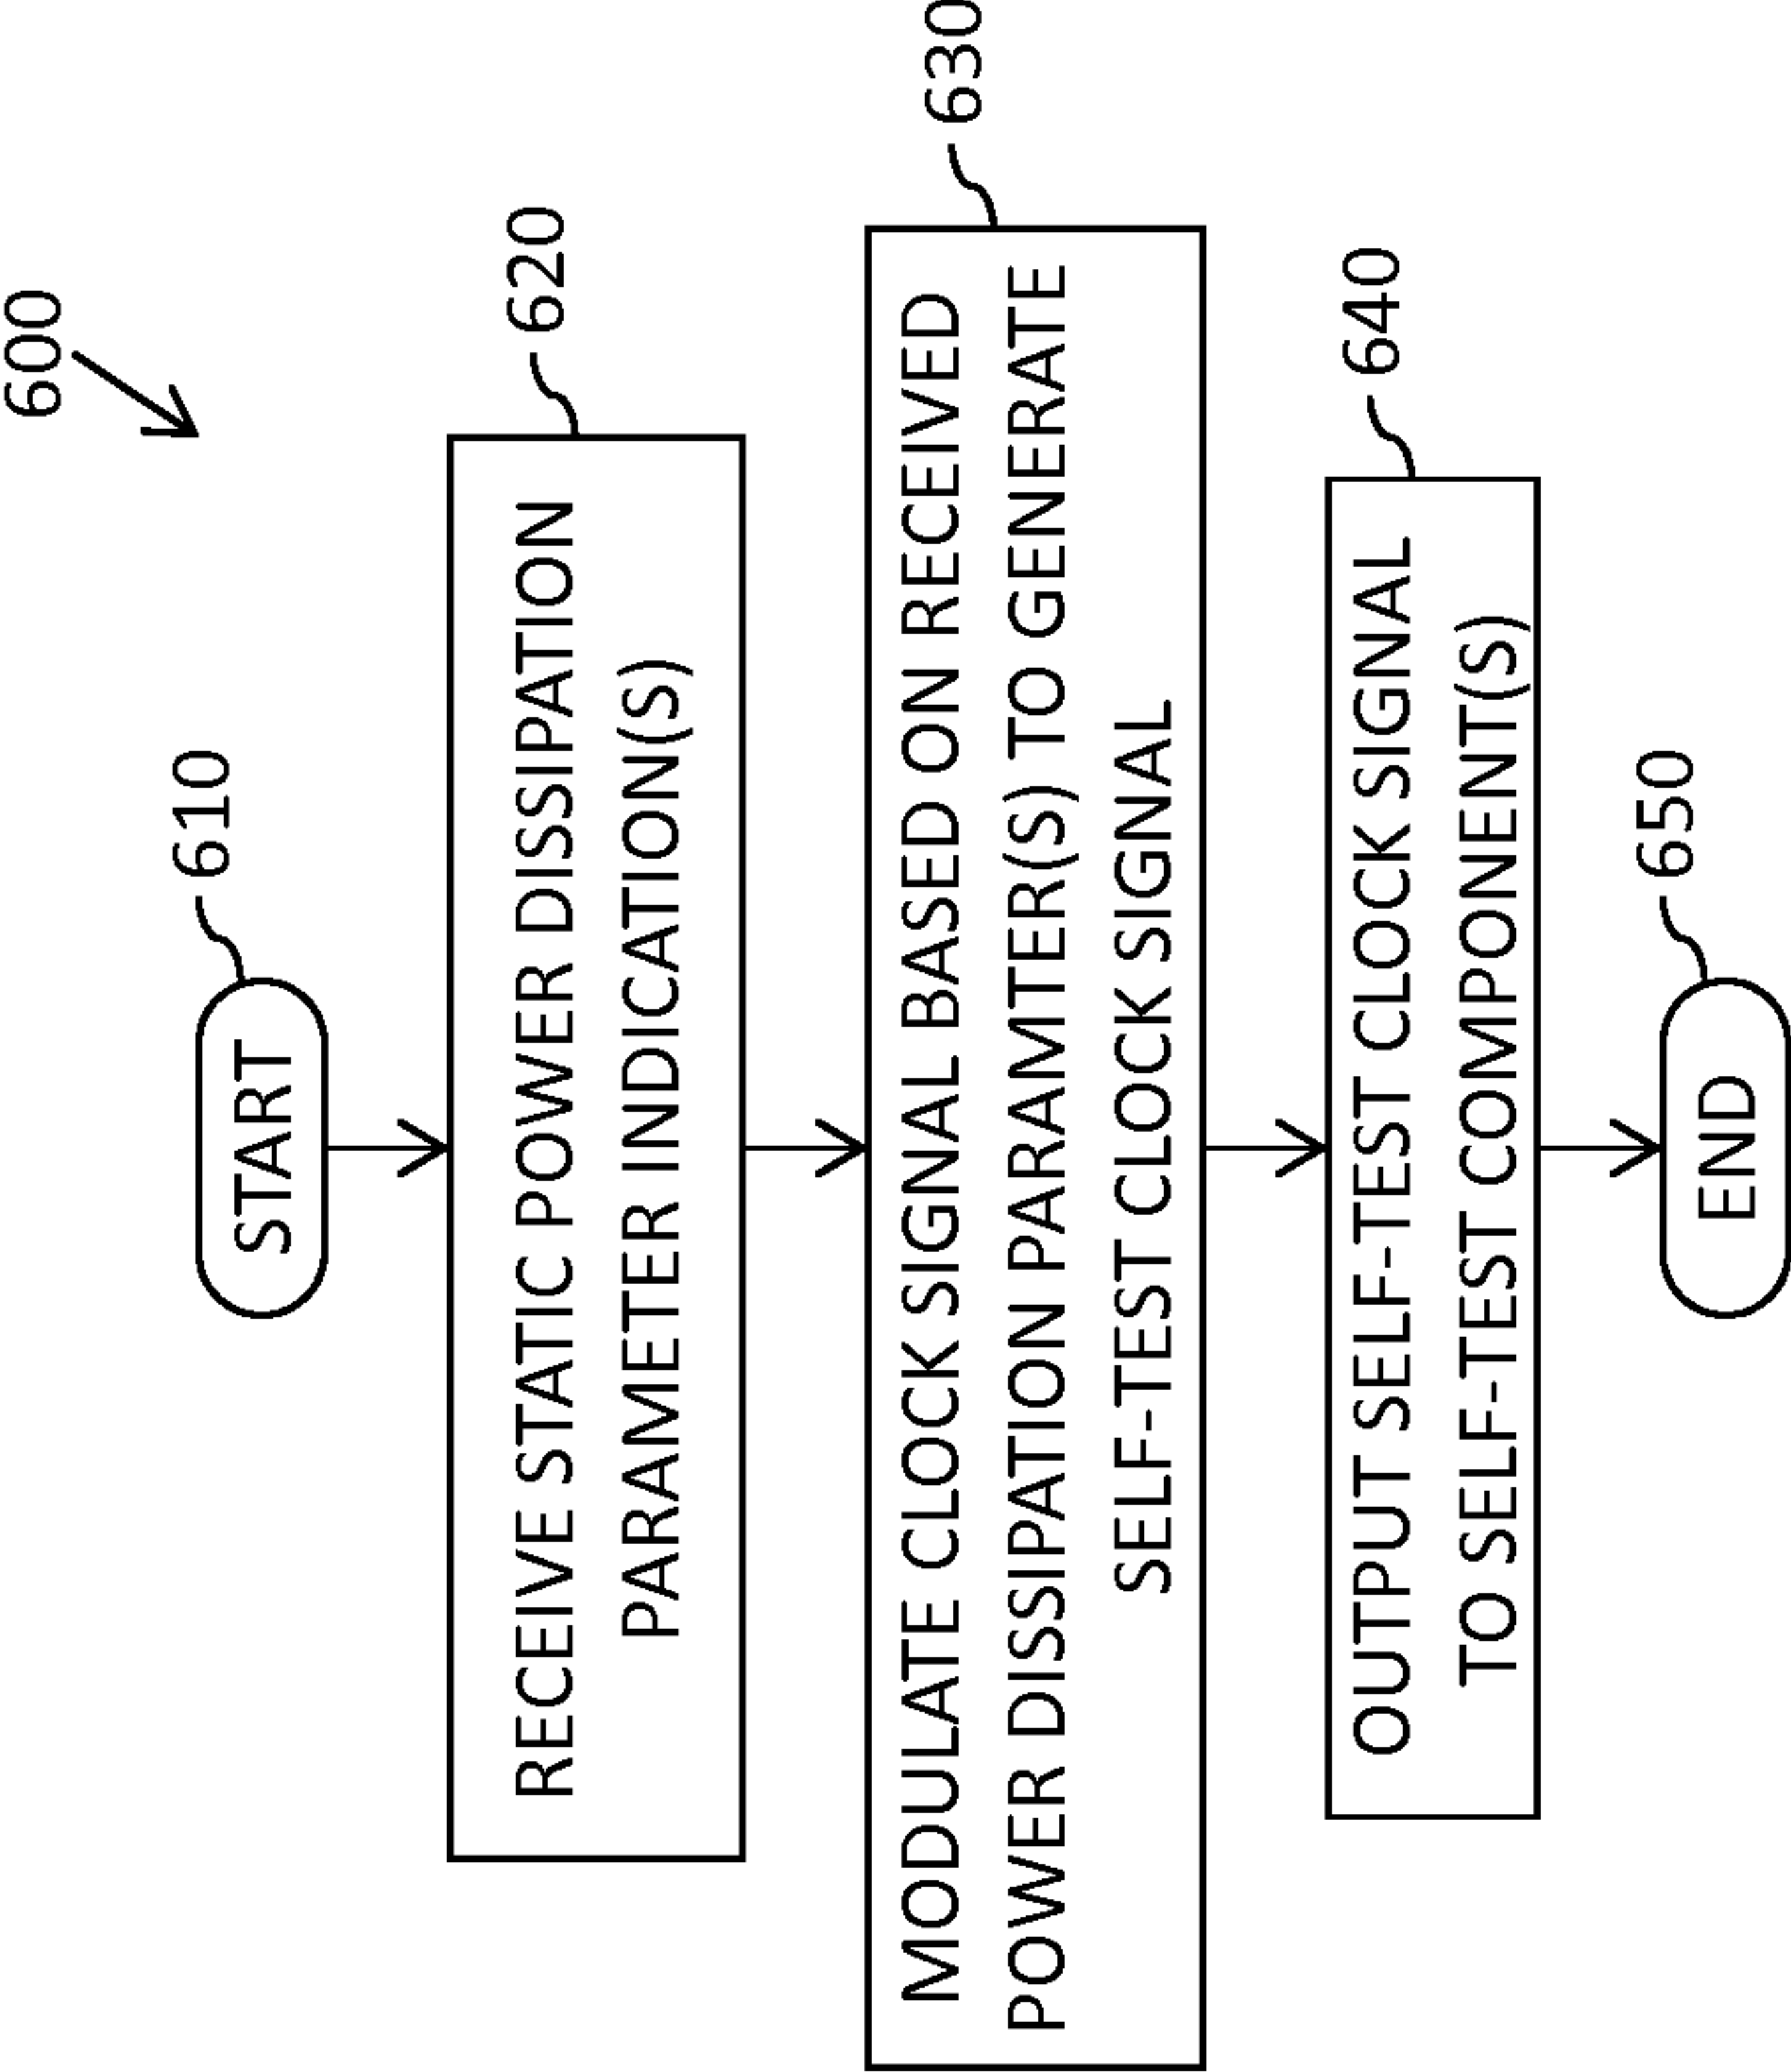 600
610
START
620
RECEIVE STATIC POWER DISSIPATION
PARAMETER INDICATION(S)
630
MODULATE CLOCK SIGNAL BASED ON RECEIVED
POWER DISSIPATION PARAMTER(S) TO GENERATE
SELF-TEST CLOCK SIGNAL
640
OUTPUT SELF-TEST CLOCK SIGNAL
TO SELF-TEST COMPONENT(S)
650
END